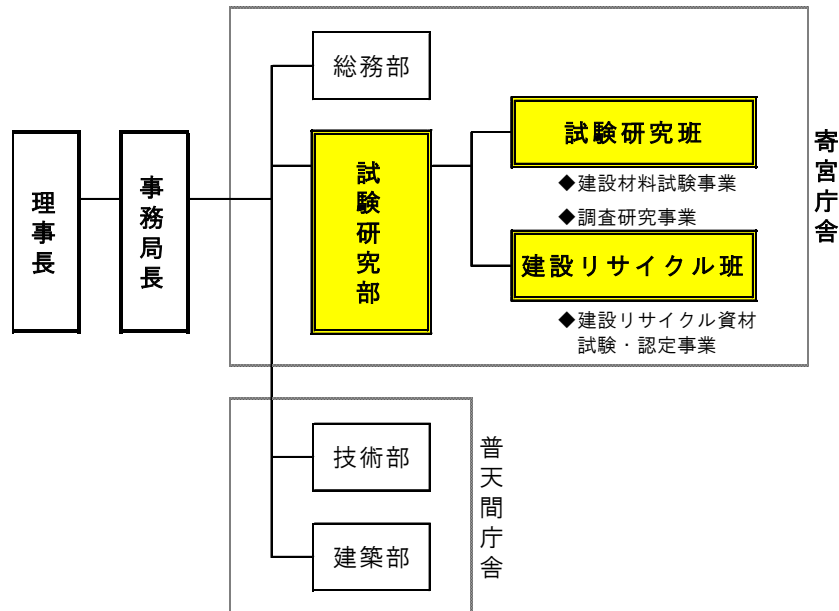 理事長
事務局長
総務部
試験研究部
試験研究班
◆建設材料試験事業
◆調査研究事業
建設リサイクル班
◆建設リサイクル資材
試験・認定事業
寄宮庁舎
技術部
建築部
普天間庁舎